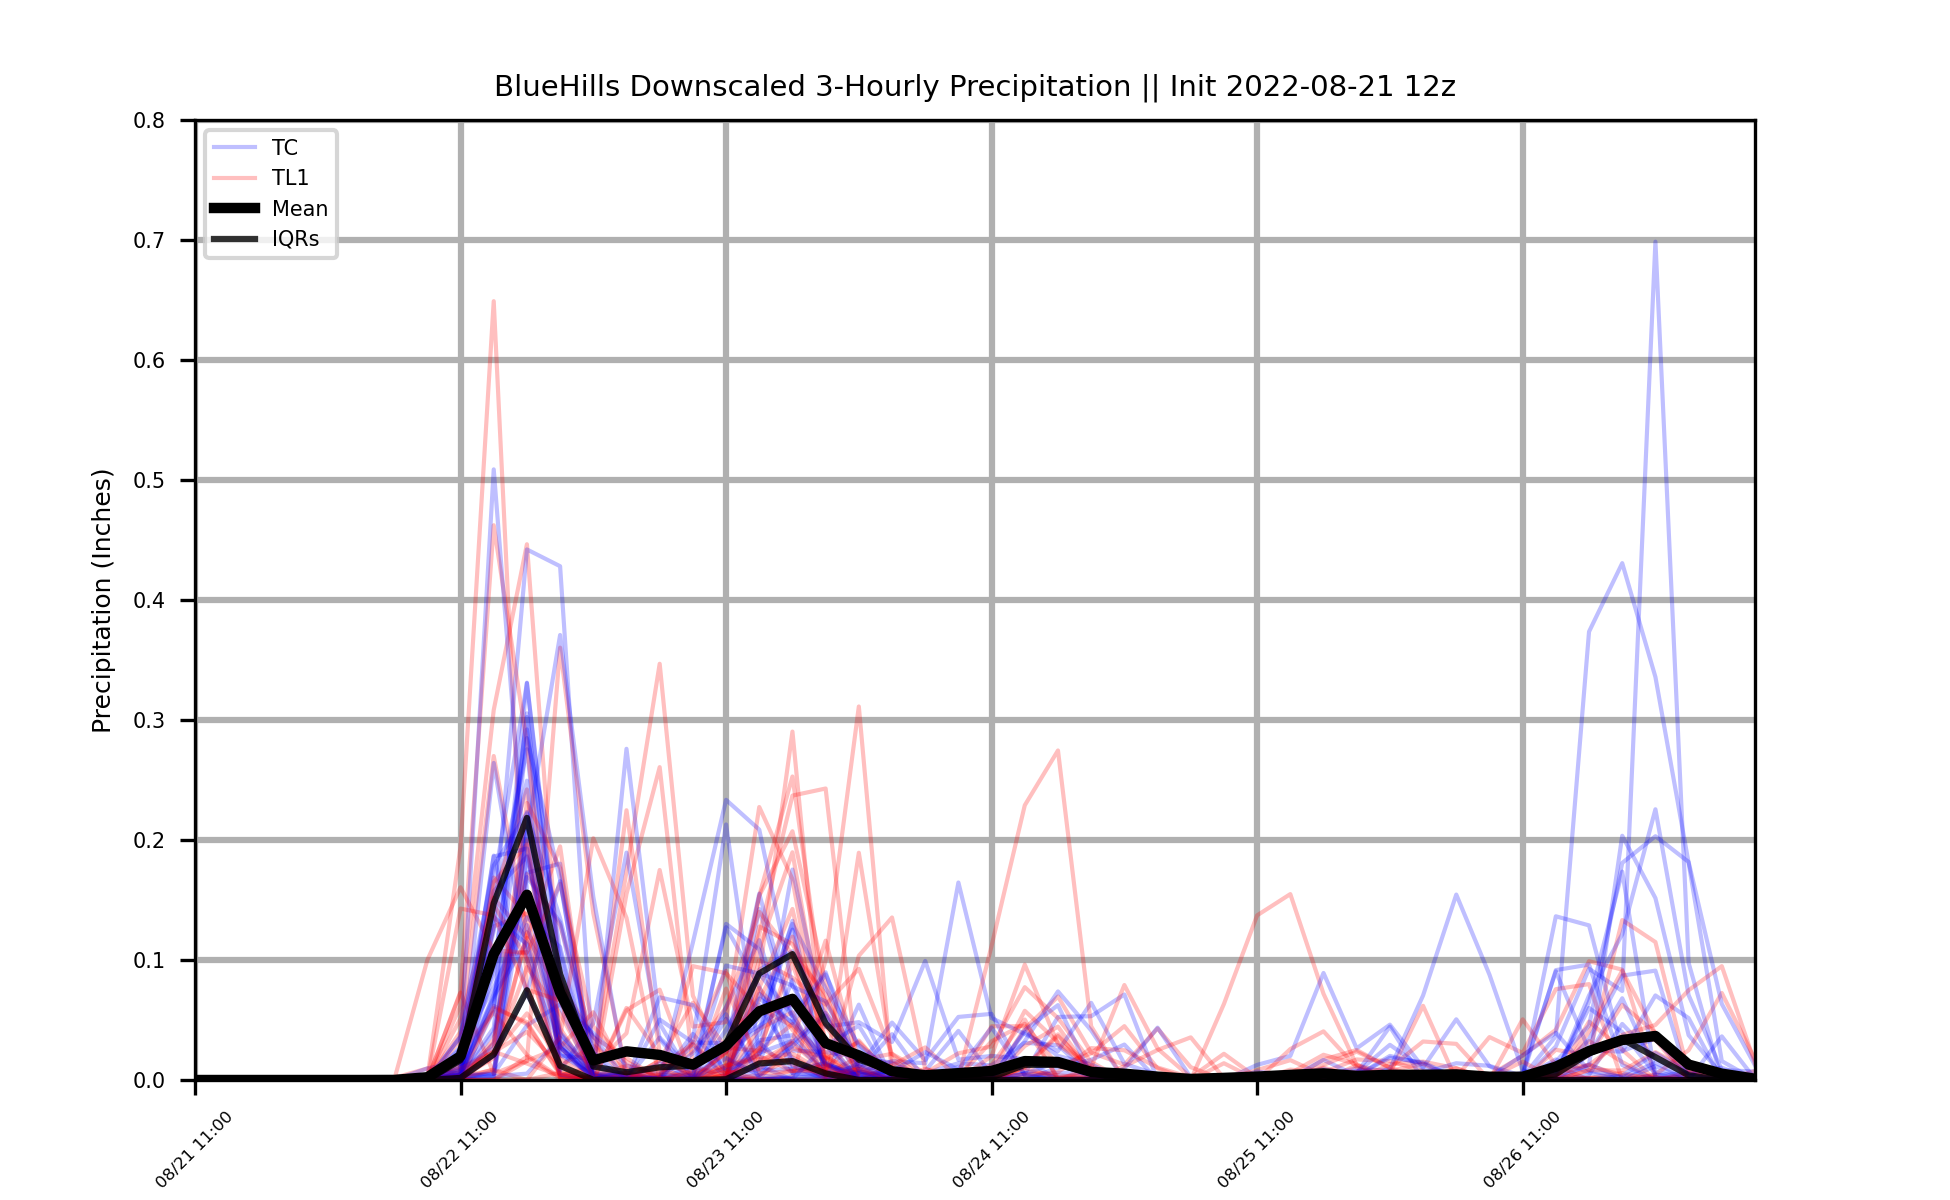 BlueHills Downscaled 3-Hourly Precipitation || Init 2022-08-21 12z
TC
TL1
Mean
IQRs
Precipitation (Inches)
0.8
0.7
0.6
0.5
0.4
0.3
0.2
0.1
0.0
08/21 11:00
08/22 11:00
08/23 11:00
08/24 11:00
08/25 11:00
08/26 11:00